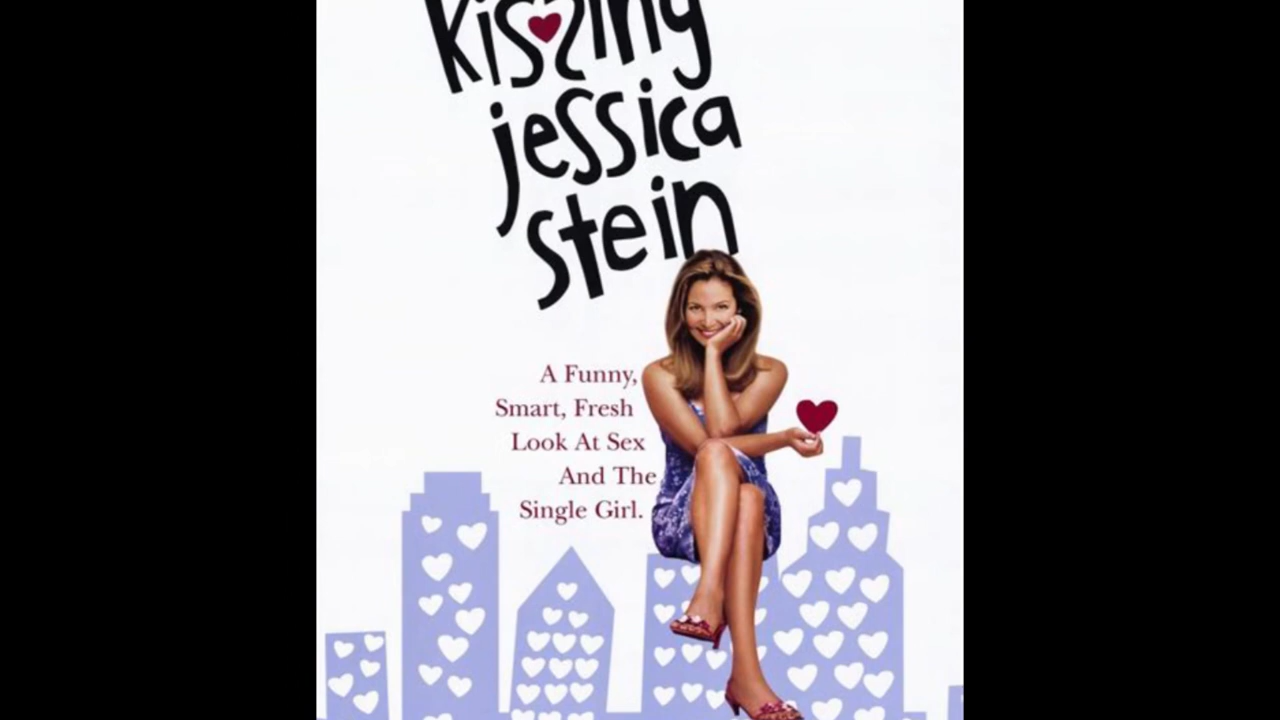 kissing
jessica
stein
A Funny,
Smart, Fresh
Look At Sex
And The
Single Girl.